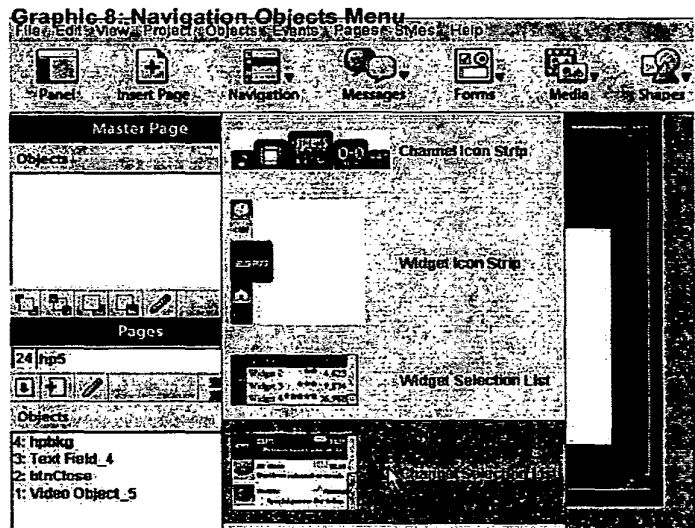 Graphic 8: Navigation Objects Menu
File Edit View Project Objects Events Pages Styles Help
Panel Insert Page Navigation Messages Forms Media Shapes
Master Page
Objects
Channel Icon Strip
Widget Icon Strip
Pages
24 hp5
Widget Selection List
Objects
4: hpbkg
3: Text Field_4
2: btnClose
1: Video Object_5
Selection List